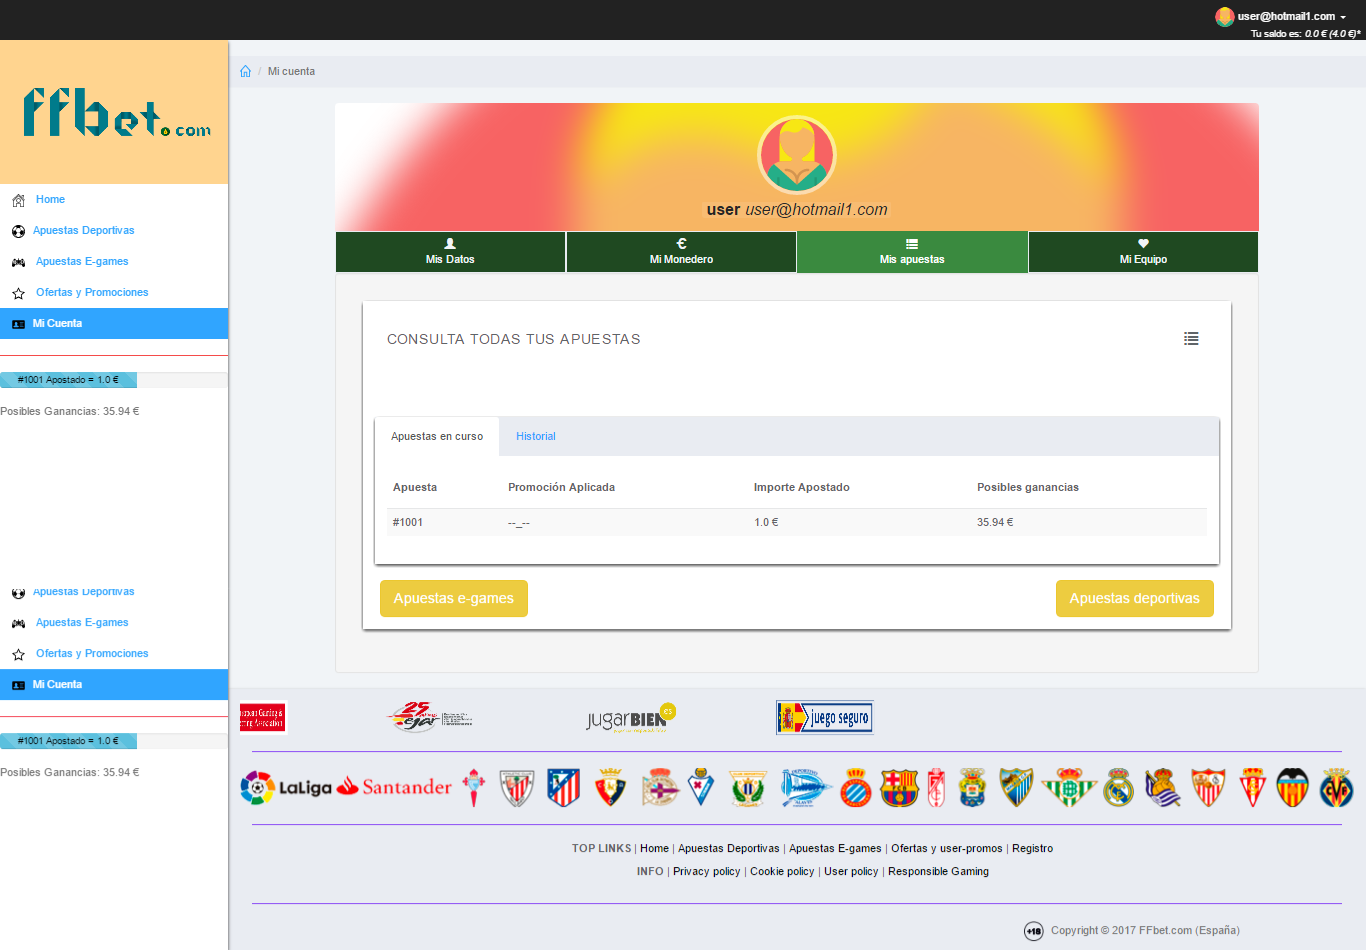 user@hotmail1.com
Tu saldo es: 0.0 € (4.0 €)*
ffbet.com
Home
Apuestas Deportivas
Apuestas E-games
Ofertas y Promociones
Mi Cuenta
#1001 Apostado = 1.0 €
Posibles Ganancias: 35.94 €
Apuestas Deportivas
Apuestas E-games
Ofertas y Promociones
Mi Cuenta
#1001 Apostado = 1.0 €
Posibles Ganancias: 35.94 €
/ Mi cuenta
user user@hotmail1.com
Mis Datos
Mi Monedero
Mis apuestas
Mi Equipo
CONSULTA TODAS TUS APUESTAS
Apuestas en curso Historial
Apuesta Promoción Aplicada Importe Apostado Posibles ganancias
#1001 --_-- 1.0 € 35.94 €
Apuestas e-games Apuestas deportivas
25
ejar
jugarBIEN
juego seguro
LaLiga Santander
TOP LINKS | Home | Apuestas Deportivas | Apuestas E-games | Ofertas y user-promos | Registro
INFO | Privacy policy | Cookie policy | User policy | Responsible Gaming
+18 Copyright © 2017 FFbet.com (España)